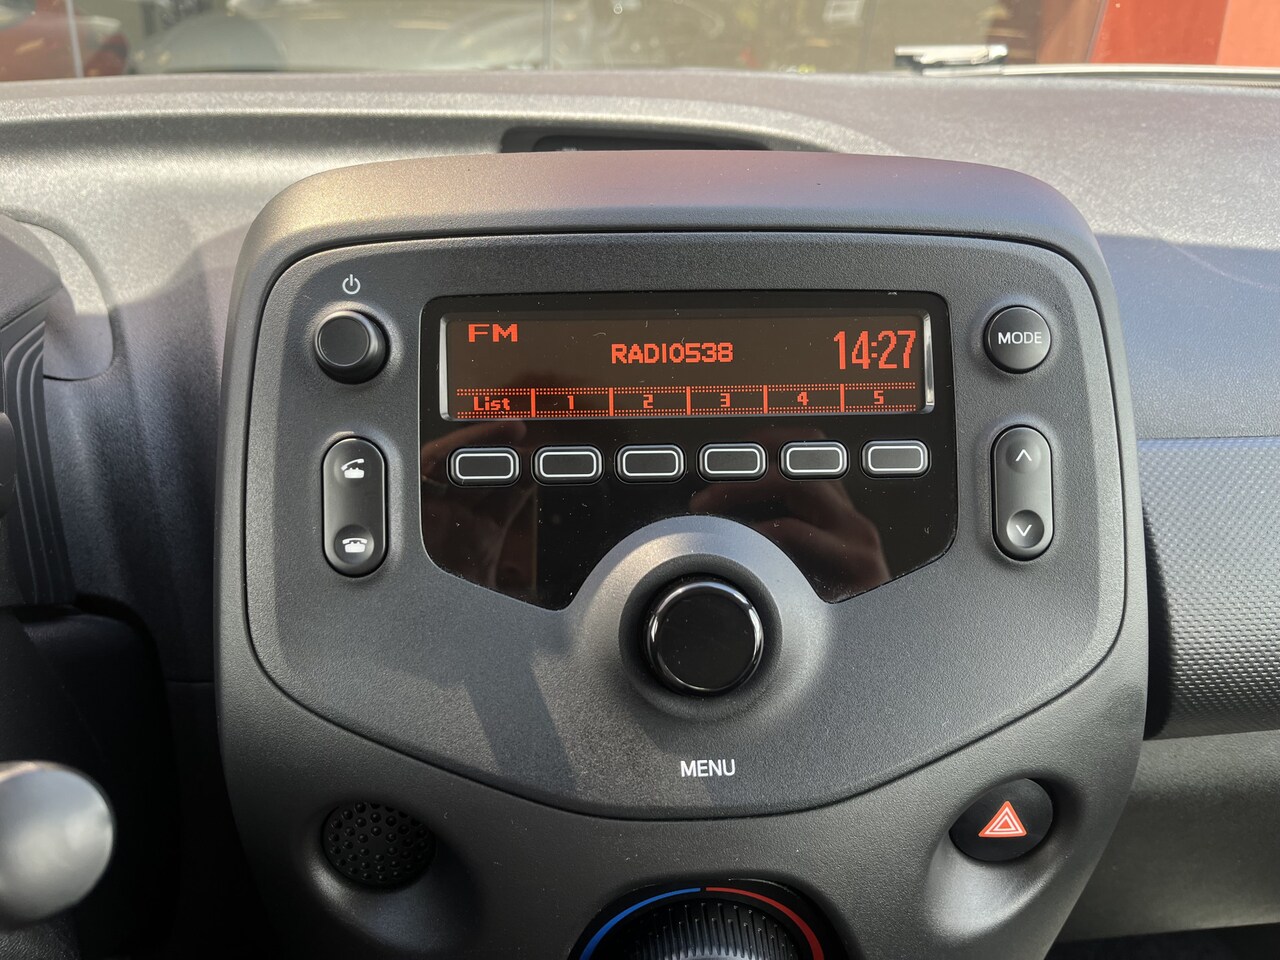 FM
RADIO538
14:27
List 1 2 3 4 5
MODE
MENU